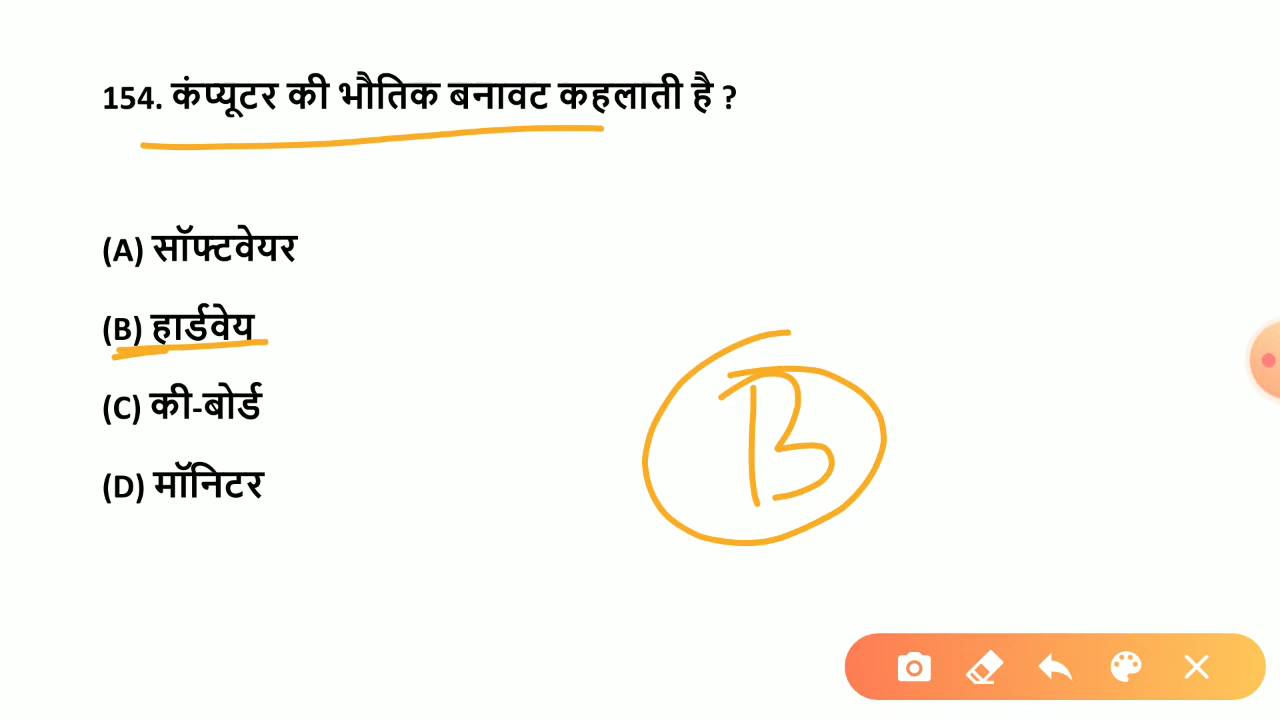 154. कंप्यूटर की भौतिक बनावट कहलाती है ?
(A) सॉफ्टवेयर
(B) हार्डवेय
(C) की-बोर्ड
(D) मॉनिटर
B